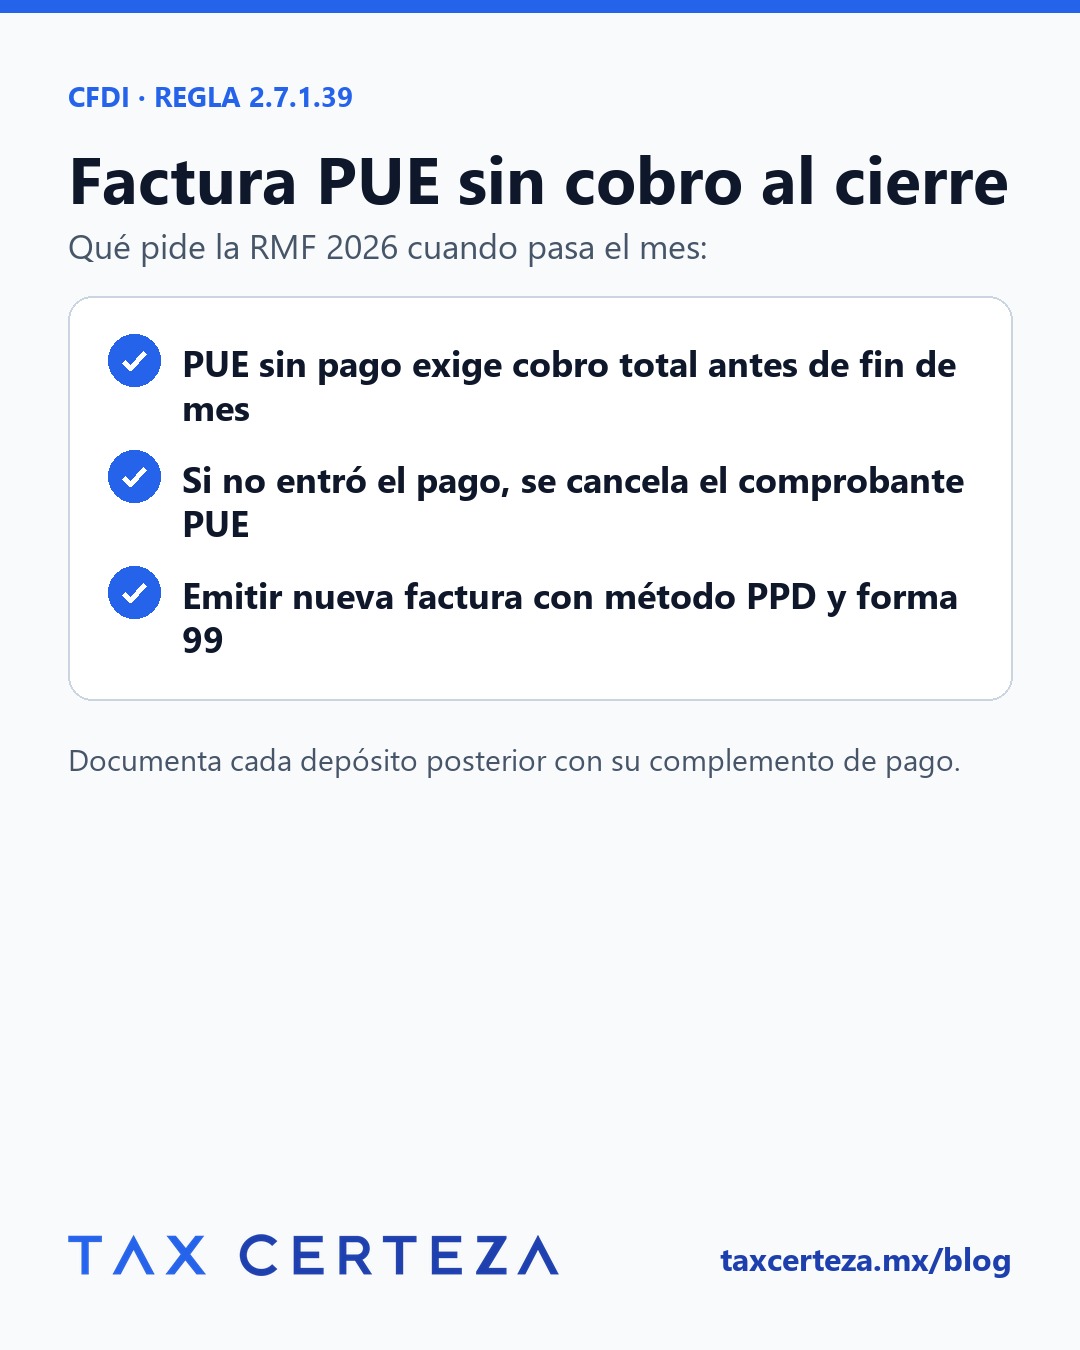 CFDI · REGLA 2.7.1.39
Factura PUE sin cobro al cierre
Qué pide la RMF 2026 cuando pasa el mes:
PUE sin pago exige cobro total antes de fin de
mes
Si no entró el pago, se cancela el comprobante
PUE
Emitir nueva factura con método PPD y forma
99
Documenta cada depósito posterior con su complemento de pago.
TAX CERTEZA
taxcerteza.mx/blog